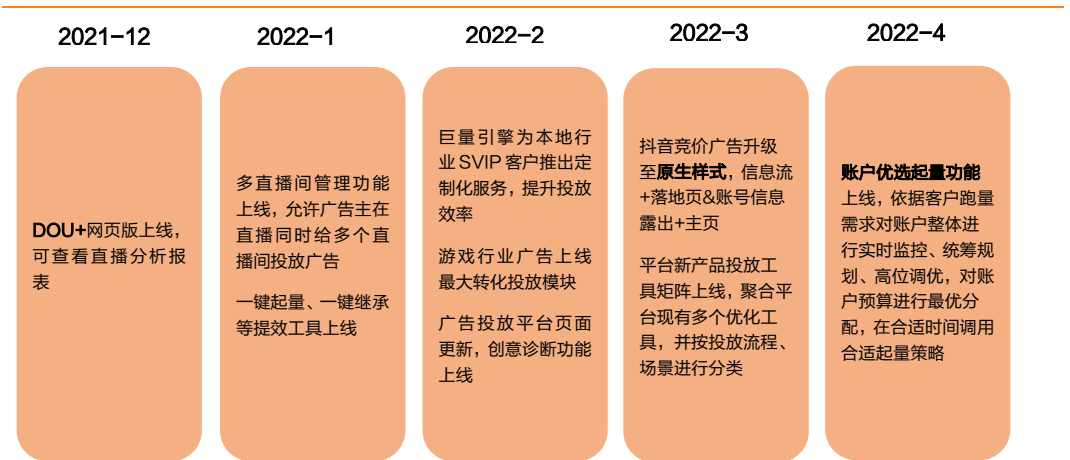 2021-12
DOU+网页版上线，
可查看直播分析报
表
2022-1
多直播间管理功能
上线，允许广告主在
直播同时给多个直
播间投放广告
一键起量、一键继承
等提效工具上线
2022-2
巨量引擎为本地行
业 SVIP 客户推出定
制化服务，提升投放
效率
游戏行业广告上线
最大转化投放模块
广告投放平台页面
更新，创意诊断功能
上线
2022-3
抖音竞价广告升级
至原生样式，信息流
+落地页&账号信息
露出+主页
平台新产品投放工
具矩阵上线，聚合平
台现有多个优化工
具，并按投放流程、
场景进行分类
2022-4
账户优选起量功能
上线，依据客户跑量
需求对账户整体进
行实时监控、统筹规
划、高位调优，对账
户预算进行最优分
配，在合适时间调用
合适起量策略